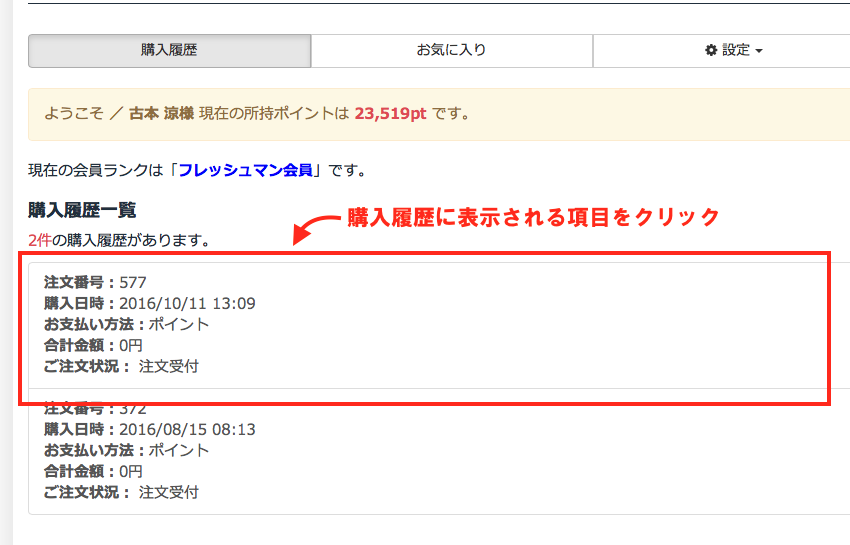 購入履歴
お気に入り
設定
ようこそ ／ 古本 涼様 現在の所持ポイントは 23,519pt です。
現在の会員ランクは「フレッシュマン会員」です。
購入履歴一覧
購入履歴に表示される項目をクリック
2件の購入履歴があります。
注文番号：577
購入日時：2016/10/11 13:09
お支払い方法：ポイント
合計金額：0円
ご注文状況： 注文受付
注文番号：372
購入日時：2016/08/15 08:13
お支払い方法：ポイント
合計金額：0円
ご注文状況： 注文受付